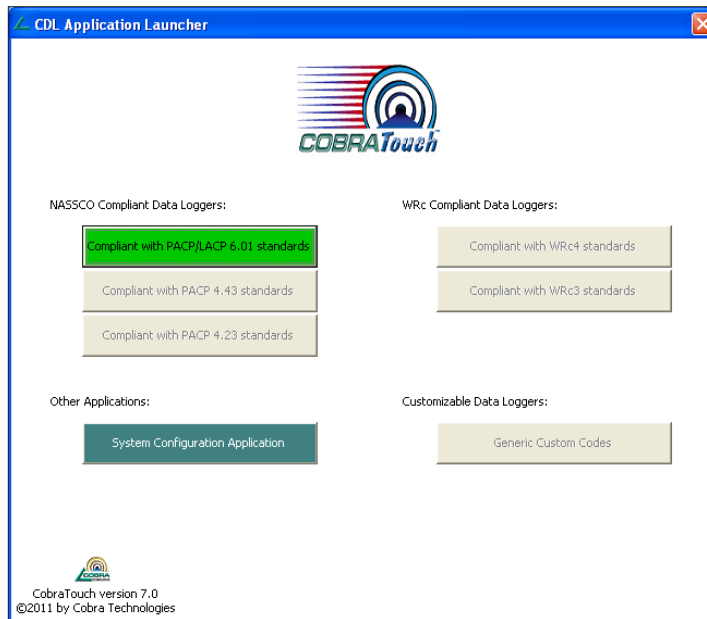 CDL Application Launcher
COBRATouch™
NASSCO Compliant Data Loggers:
WRc Compliant Data Loggers:
Compliant with PACP/LACP 6.01 standards
Compliant with WRc4 standards
Compliant with PACP 4.43 standards
Compliant with WRc3 standards
Compliant with PACP 4.23 standards
Other Applications:
Customizable Data Loggers:
System Configuration Application
Generic Custom Codes
COBRA
CobraTouch version 7.0
©2011 by Cobra Technologies